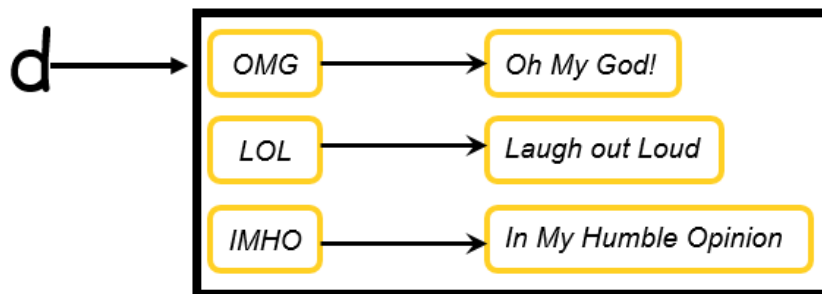 d
OMG
Oh My God!
LOL
Laugh out Loud
IMHO
In My Humble Opinion